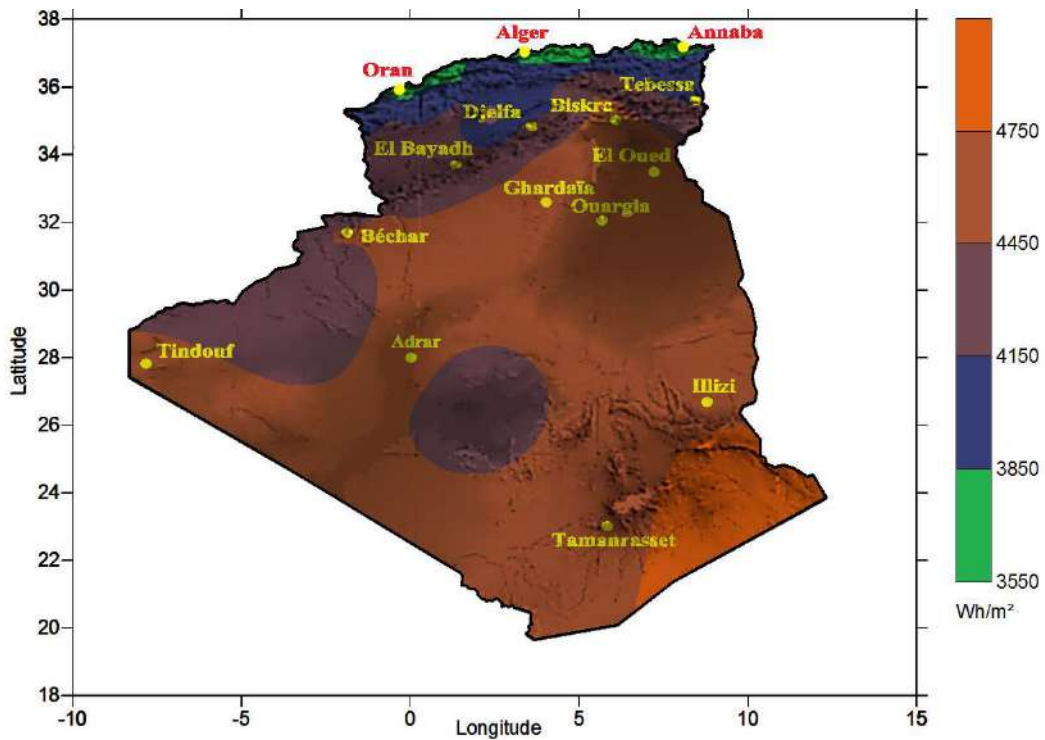 38
36
34
32
30
28
26
24
22
20
18
Latitude
-10
-5
0
5
10
15
Longitude
Alger
Annaba
Oran
Tebessa
Biskra
Djelfa
El Bayadh
El Oued
Ghardaïa
Ouargla
Béchar
Adrar
Tindouf
Illizi
Tamanrasset
4750
4450
4150
3850
3550
Wh/m²